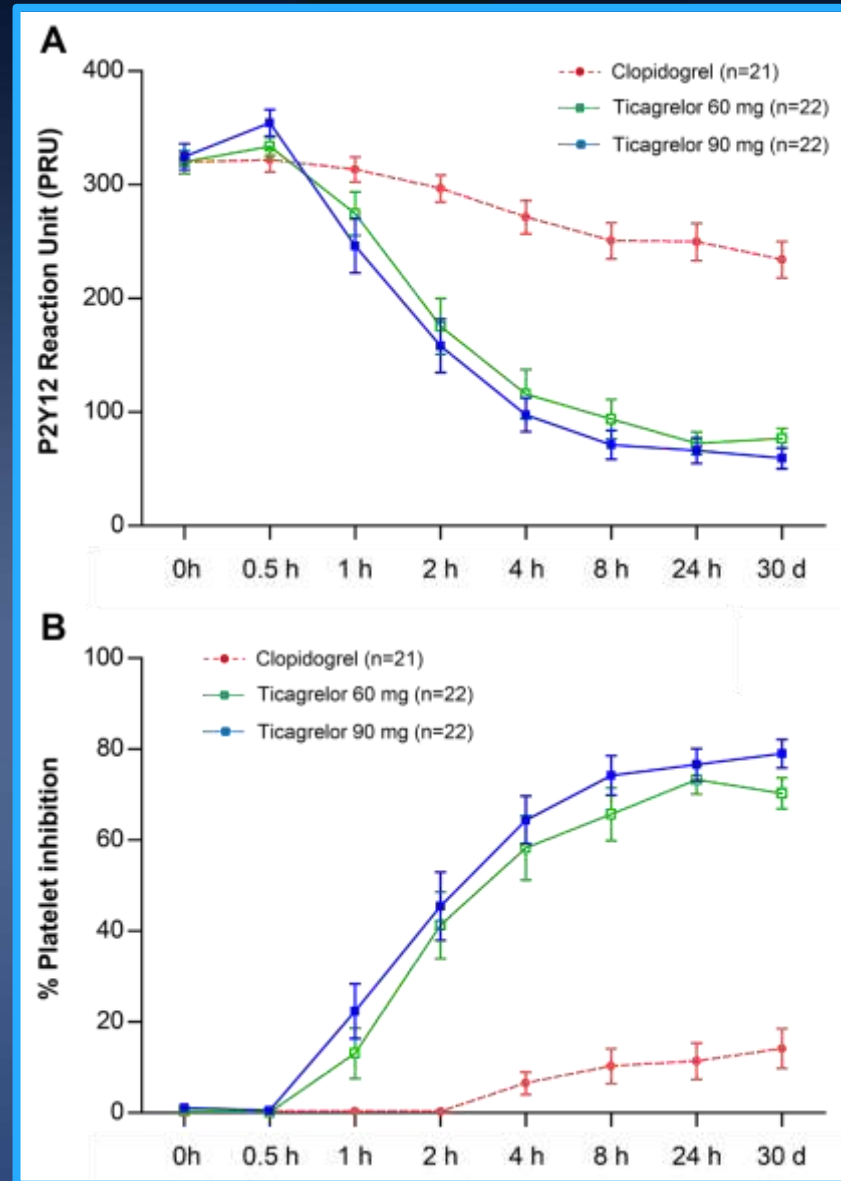 A
400
300
200
100
0
P2Y12 Reaction Unit (PRU)
Clopidogrel (n=21)
Ticagrelor 60 mg (n=22)
Ticagrelor 90 mg (n=22)
0h 0.5 h 1 h 2 h 4 h 8 h 24 h 30 d
B
100
80
60
40
20
0
% Platelet inhibition
Clopidogrel (n=21)
Ticagrelor 60 mg (n=22)
Ticagrelor 90 mg (n=22)
0h 0.5 h 1 h 2 h 4 h 8 h 24 h 30 d